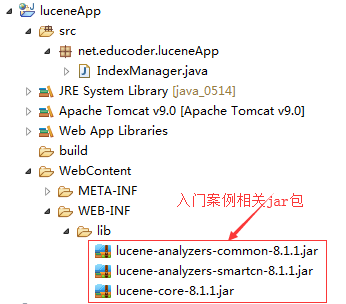 luceneApp
src
net.educoder.luceneApp
IndexManager.java
JRE System Library [java_0514]
Apache Tomcat v9.0 [Apache Tomcat v9.0]
Web App Libraries
build
WebContent
META-INF
WEB-INF
入门案例相关jar包
lib
lucene-analyzers-common-8.1.1.jar
lucene-analyzers-smartcn-8.1.1.jar
lucene-core-8.1.1.jar